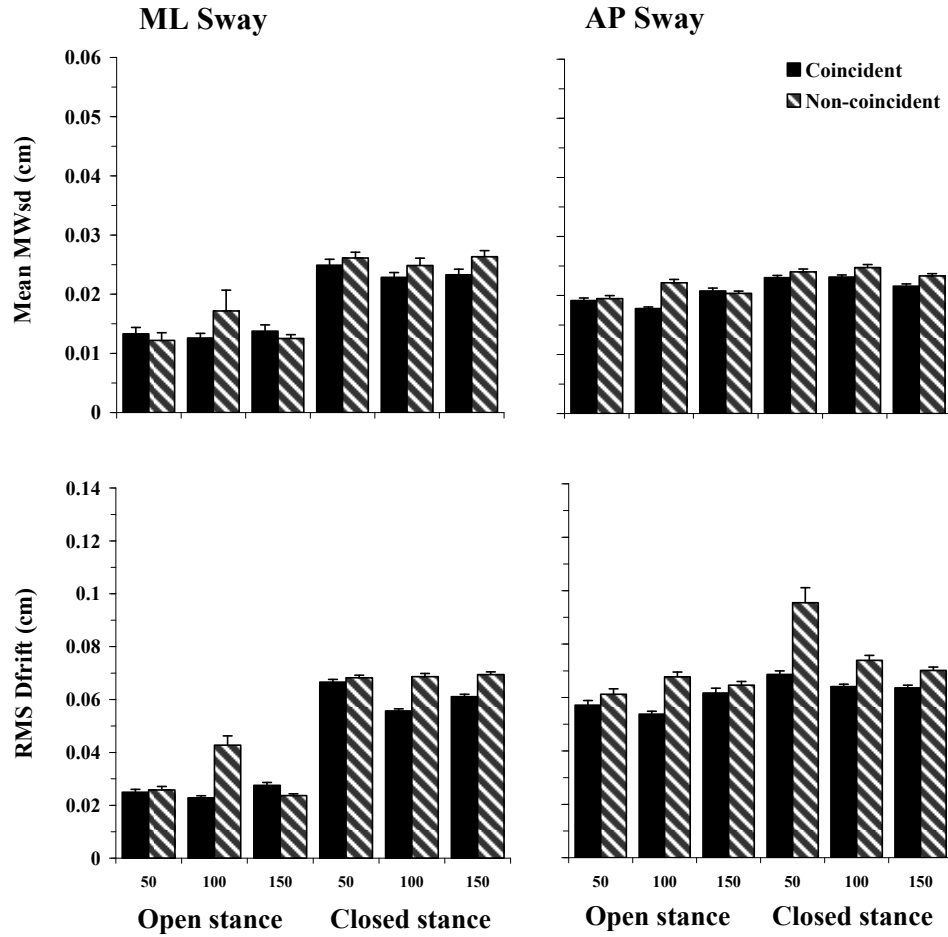 ML Sway
AP Sway
Coincident
Non-coincident
Mean MWsd (cm)
0.06
0.05
0.04
0.03
0.02
0.01
0
RMS Dfrift (cm)
0.14
0.12
0.1
0.08
0.06
0.04
0.02
0
50 100 150 50 100 150
50 100 150 50 100 150
Open stance Closed stance
Open stance Closed stance